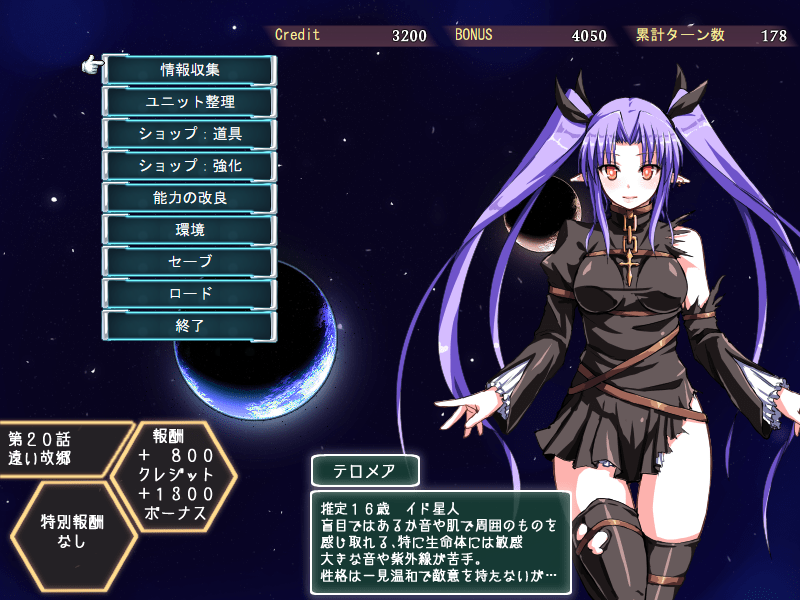 Credit 3200 BONUS 4050 累計ターン数 178
情報収集
ユニット整理
ショップ：道具
ショップ：強化
能力の改良
環境
セーブ
ロード
終了
第２０話
遠い故郷
報酬
＋ ８００
クレジット
＋１３００
ボーナス
特別報酬
なし
テロメア
推定１６歳　イド星人
盲目ではあるが音や肌で周囲のものを
感じ取れる、特に生命体には敏感
大きな音や紫外線が苦手。
性格は一見温和で敵意を持たないが…